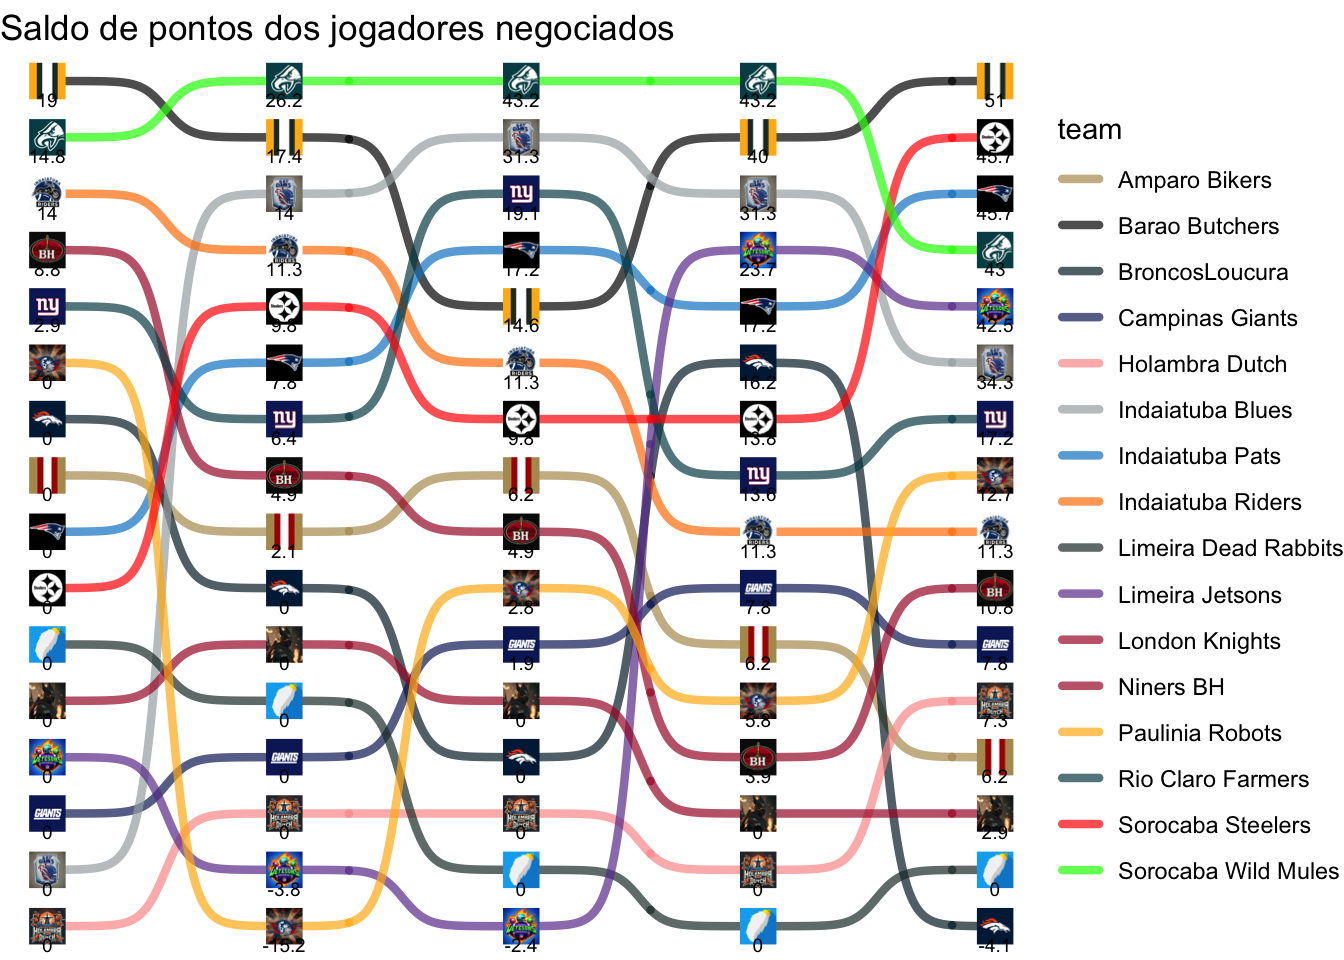 Saldo de pontos dos jogadores negociados
19 26.2 43.2 43.2 51
14.8 17.4 31.3 40 45.7
14 14 19.1 31.3 45.7
8.8 11.3 17.2 23.7 43
2.9 9.8 14.6 17.2 42.5
0 7.8 11.3 16.2 34.3
0 6.4 9.8 13.8 17.2
0 4.9 6.2 13.6 12.7
0 2.1 4.9 11.3 11.3
0 0 2.8 7.8 10.8
0 0 1.9 6.2 7.8
0 0 0 5.8 7.3
0 0 0 3.9 6.2
0 0 0 0 2.9
0 -3.8 0 0 0
0 -15.2 -2.4 0 -4.1
team
Amparo Bikers
Barao Butchers
BroncosLoucura
Campinas Giants
Holambra Dutch
Indaiatuba Blues
Indaiatuba Pats
Indaiatuba Riders
Limeira Dead Rabbits
Limeira Jetsons
London Knights
Niners BH
Paulinia Robots
Rio Claro Farmers
Sorocaba Steelers
Sorocaba Wild Mules